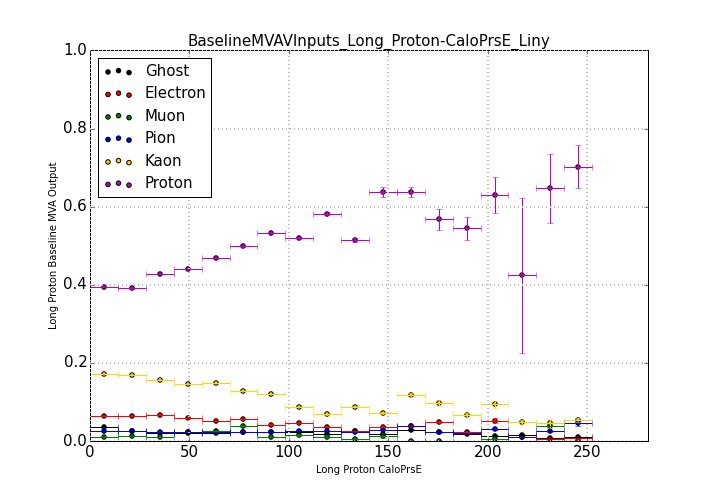 BaselineMVAVInputs_Long_Proton-CaloPrsE_Liny
1.0
0.8
0.6
0.4
0.2
0.0
Long Proton Baseline MVA Output
Ghost
Electron
Muon
Pion
Kaon
Proton
0 50 100 150 200 250
Long Proton CaloPrsE